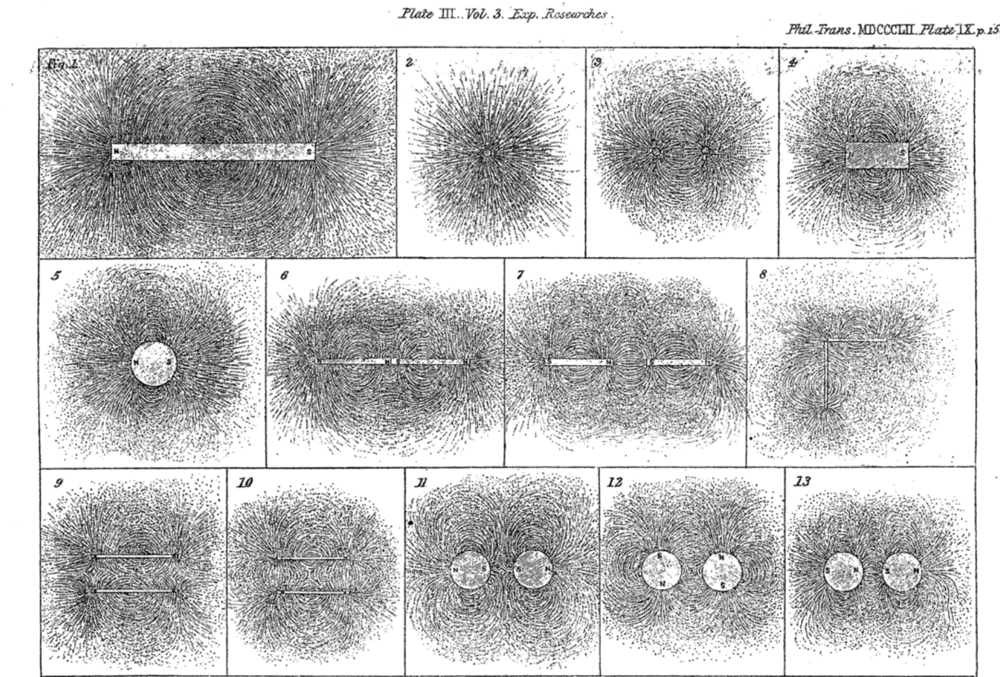 Plate III. Vol. 3. Exp. Researches.
Phil. Trans. MDCCCLII. Plate IX. p. 15
Fig. 1
2
3
4
N S
N S
5
6
7
8
N S
N S N
S N S N
9
10
11
12
13
S N
N S S N
S N S N
N S